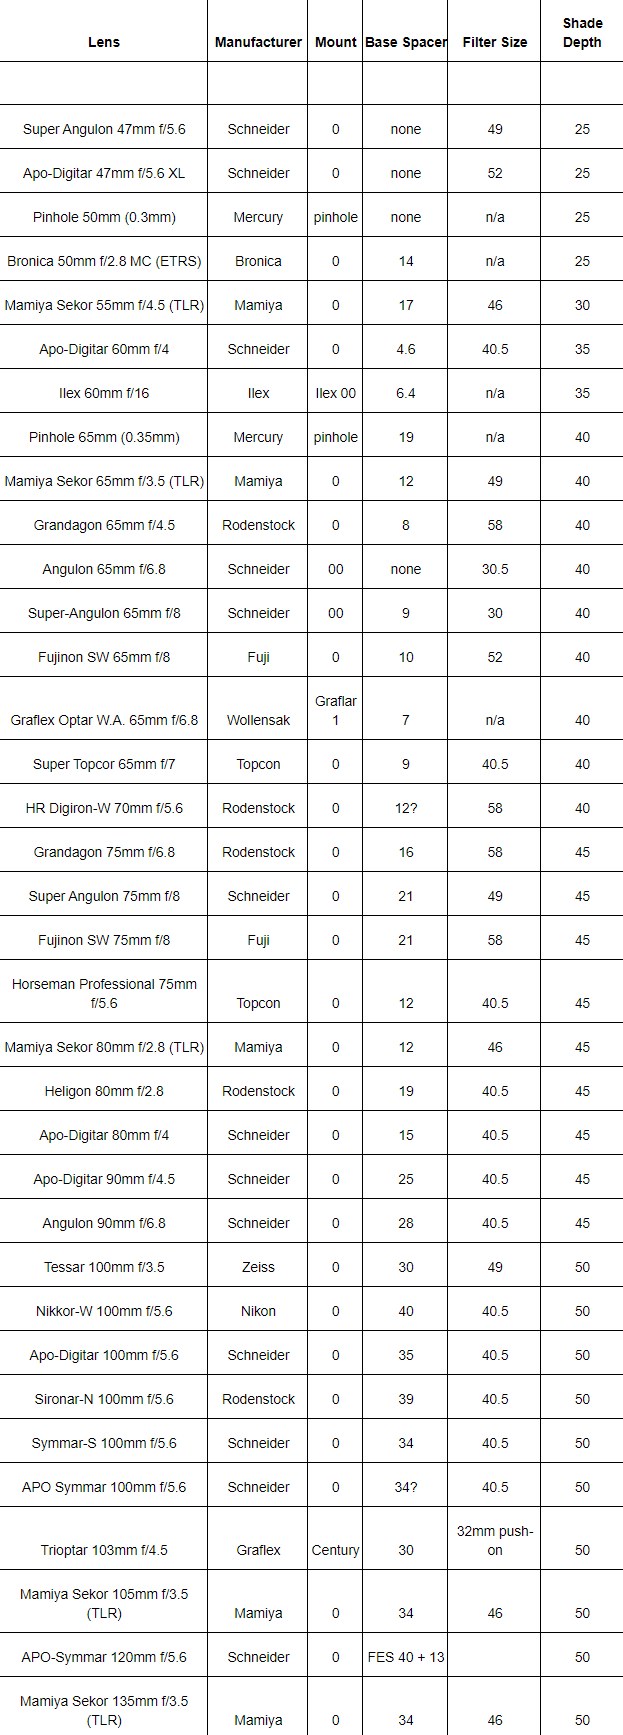 Lens Manufacturer Mount Base Spacer Filter Size Shade Depth
Super Angulon 47mm f/5.6 Schneider 0 none 49 25
Apo-Digitar 47mm f/5.6 XL Schneider 0 none 52 25
Pinhole 50mm (0.3mm) Mercury pinhole none n/a 25
Bronica 50mm f/2.8 MC (ETRS) Bronica 0 14 n/a 25
Mamiya Sekor 55mm f/4.5 (TLR) Mamiya 0 17 46 30
Apo-Digitar 60mm f/4 Schneider 0 4.6 40.5 35
Ilex 60mm f/16 Ilex Ilex 00 6.4 n/a 35
Pinhole 65mm (0.35mm) Mercury pinhole 19 n/a 40
Mamiya Sekor 65mm f/3.5 (TLR) Mamiya 0 12 49 40
Grandagon 65mm f/4.5 Rodenstock 0 8 58 40
Angulon 65mm f/6.8 Schneider 00 none 30.5 40
Super-Angulon 65mm f/8 Schneider 00 9 30 40
Fujinon SW 65mm f/8 Fuji 0 10 52 40
Graflex Optar W.A. 65mm f/6.8 Wollensak Graflar 1 7 n/a 40
Super Topcor 65mm f/7 Topcon 0 9 40.5 40
HR Digiron-W 70mm f/5.6 Rodenstock 0 12? 58 40
Grandagon 75mm f/6.8 Rodenstock 0 16 58 45
Super Angulon 75mm f/8 Schneider 0 21 49 45
Fujinon SW 75mm f/8 Fuji 0 21 58 45
Horseman Professional 75mm f/5.6 Topcon 0 12 40.5 45
Mamiya Sekor 80mm f/2.8 (TLR) Mamiya 0 12 46 45
Heligon 80mm f/2.8 Rodenstock 0 19 40.5 45
Apo-Digitar 80mm f/4 Schneider 0 15 40.5 45
Apo-Digitar 90mm f/4.5 Schneider 0 25 40.5 45
Angulon 90mm f/6.8 Schneider 0 28 40.5 45
Tessar 100mm f/3.5 Zeiss 0 30 49 50
Nikkor-W 100mm f/5.6 Nikon 0 40 40.5 50
Apo-Digitar 100mm f/5.6 Schneider 0 35 40.5 50
Sironar-N 100mm f/5.6 Rodenstock 0 39 40.5 50
Symmar-S 100mm f/5.6 Schneider 0 34 40.5 50
APO Symmar 100mm f/5.6 Schneider 0 34? 40.5 50
Trioptar 103mm f/4.5 Graflex Century 30 32mm push-on 50
Mamiya Sekor 105mm f/3.5 (TLR) Mamiya 0 34 46 50
APO-Symmar 120mm f/5.6 Schneider 0 FES 40 + 13 50
Mamiya Sekor 135mm f/3.5 (TLR) Mamiya 0 34 46 50